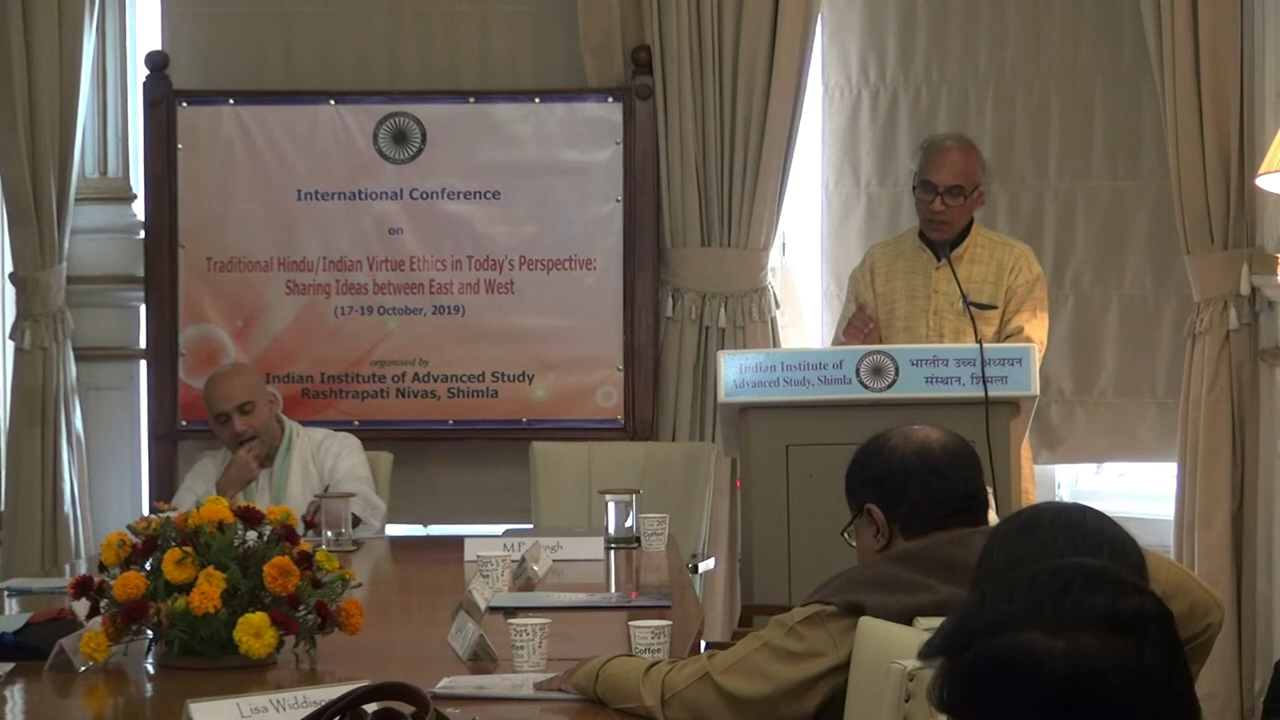 International Conference
on
Traditional Hindu/Indian Virtue Ethics in Today's Perspective:
Sharing Ideas between East and West
(17-19 October, 2019)
organised by
Indian Institute of Advanced Study
Rashtrapati Nivas, Shimla
Indian Institute of
Advanced Study, Shimla
भारतीय उच्च अध्ययन
संस्थान, शिमला
Coffee
Coffee
Lisa